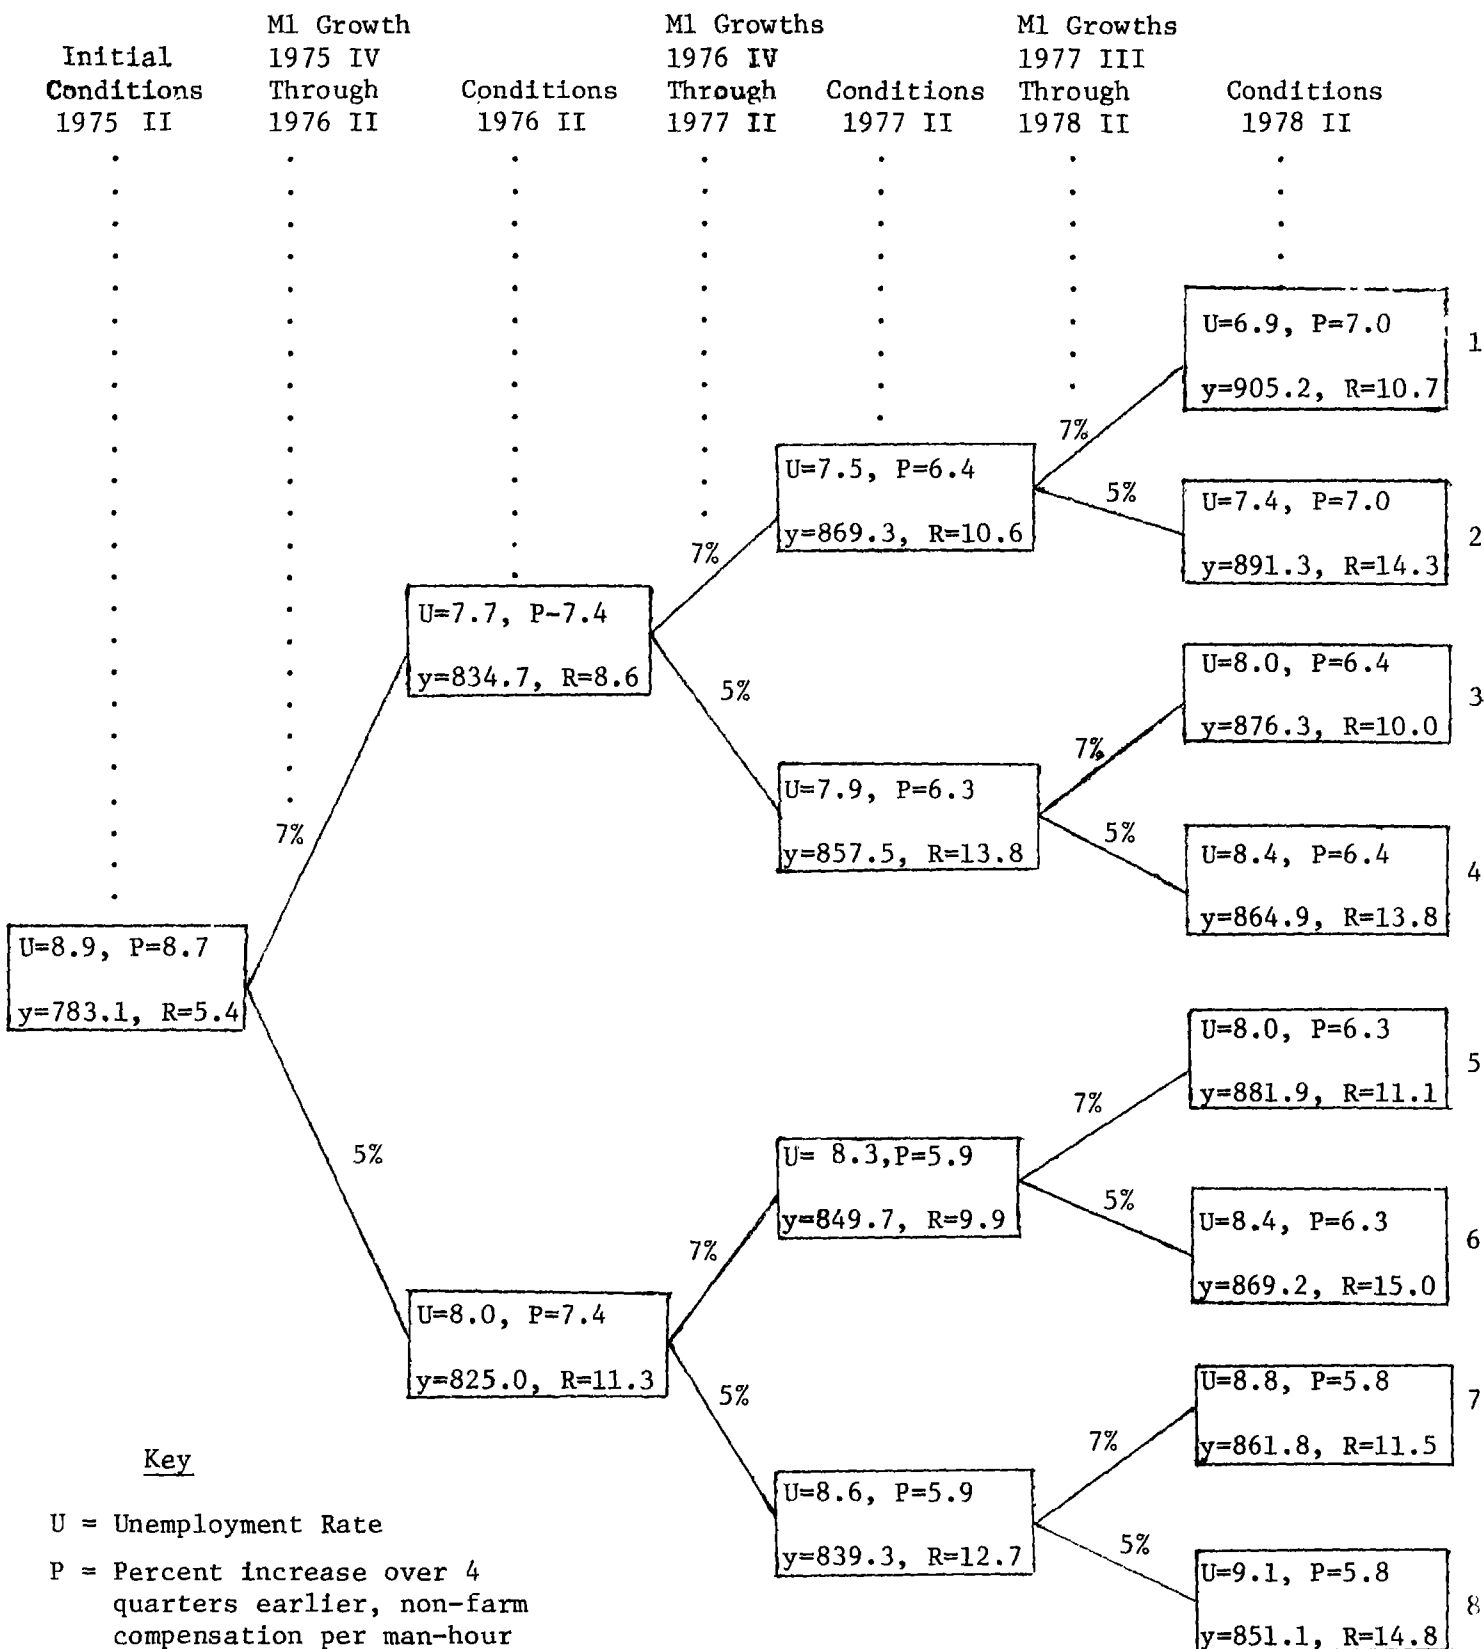 Initial
Conditions
1975 II
M1 Growth
1975 IV
Through
1976 II
Conditions
1976 II
M1 Growths
1976 IV
Through
1977 II
Conditions
1977 II
M1 Growths
1977 III
Through
1978 II
Conditions
1978 II
U=8.9, P=8.7
y=783.1, R=5.4
7%
5%
U=7.7, P-7.4
y=834.7, R=8.6
7%
5%
U=8.0, P=7.4
y=825.0, R=11.3
7%
5%
U=7.5, P=6.4
y=869.3, R=10.6
7%
5%
U=7.9, P=6.3
y=857.5, R=13.8
7%
5%
U= 8.3,P=5.9
y=849.7, R=9.9
7%
5%
U=8.6, P=5.9
y=839.3, R=12.7
7%
5%
U=6.9, P=7.0
y=905.2, R=10.7
1
U=7.4, P=7.0
y=891.3, R=14.3
2
U=8.0, P=6.4
y=876.3, R=10.0
3
U=8.4, P=6.4
y=864.9, R=13.8
4
U=8.0, P=6.3
y=881.9, R=11.1
5
U=8.4, P=6.3
y=869.2, R=15.0
6
U=8.8, P=5.8
y=861.8, R=11.5
7
U=9.1, P=5.8
y=851.1, R=14.8
8
Key
U = Unemployment Rate
P = Percent increase over 4
quarters earlier, non-farm
compensation per man-hour